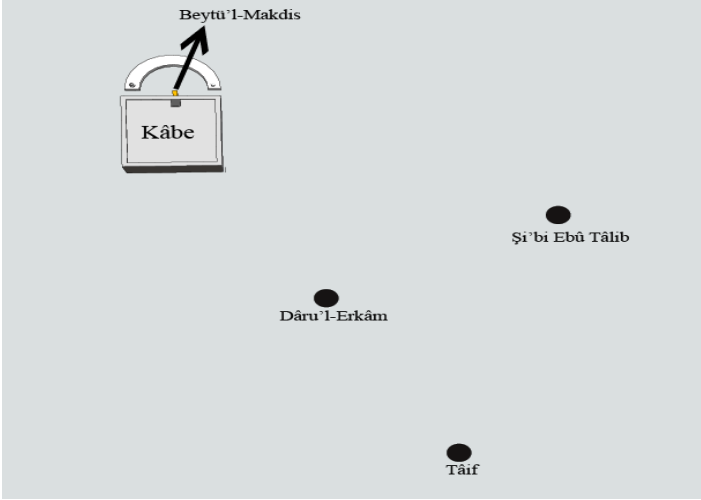 Beytü’l-Makdis
Kâbe
Şi’bi Ebû Tâlib
Dâru’l-Erkâm
Tâif